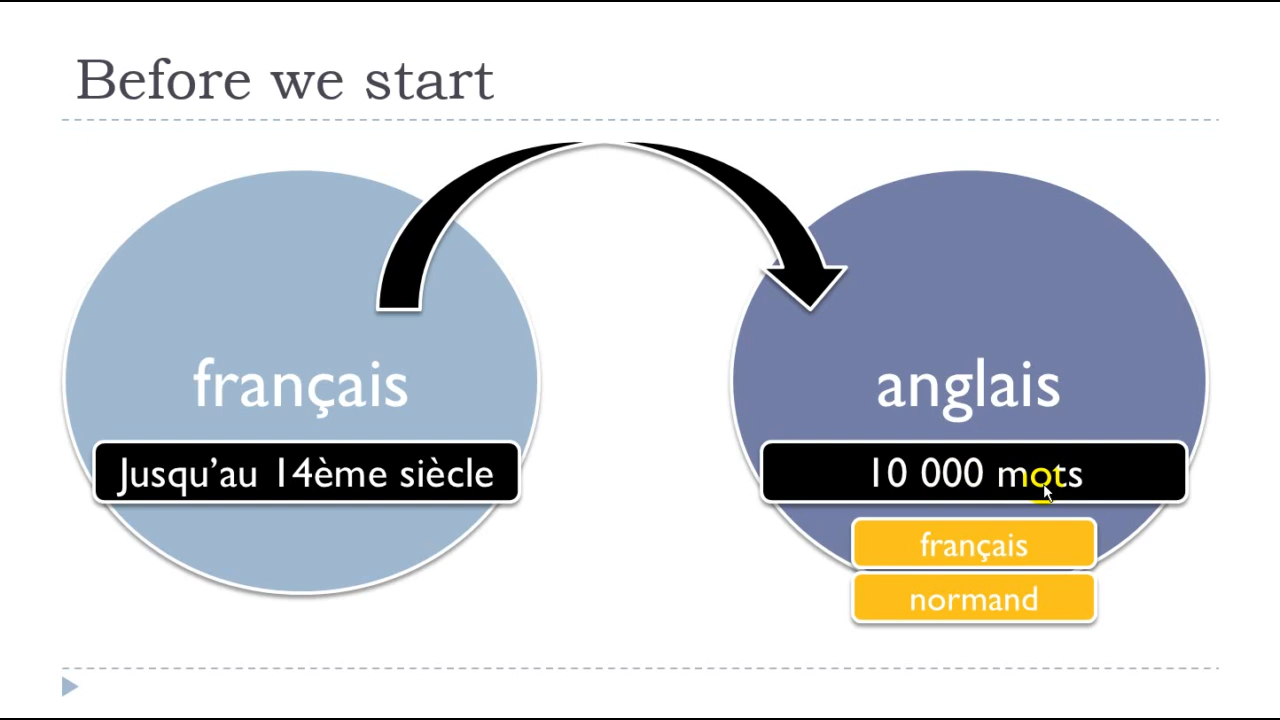 Before we start
français
anglais
Jusqu'au 14ème siècle
10 000 mots
français
normand